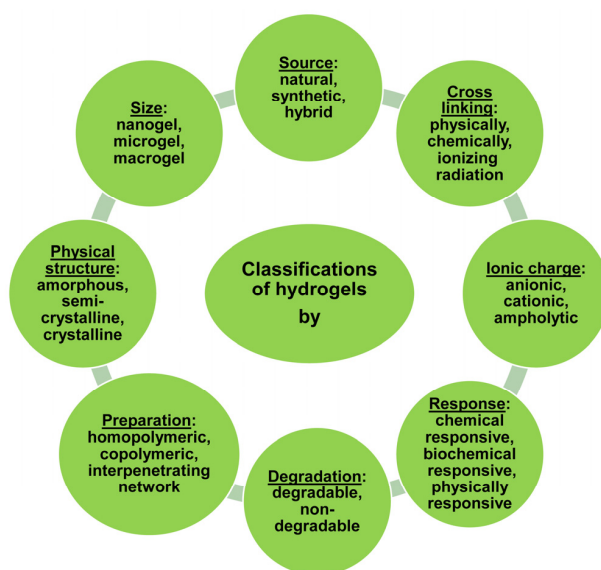 Source:
natural,
synthetic,
hybrid
Cross
linking:
physically,
chemically,
ionizing
radiation
Ionic charge:
anionic,
cationic,
ampholytic
Response:
chemical
responsive,
biochemical
responsive,
physically
responsive
Degradation:
degradable,
non-
degradable
Preparation:
homopolymeric,
copolymeric,
interpenetrating
network
Physical
structure:
amorphous,
semi-
crystalline,
crystalline
Size:
nanogel,
microgel,
macrogel
Classifications
of hydrogels
by